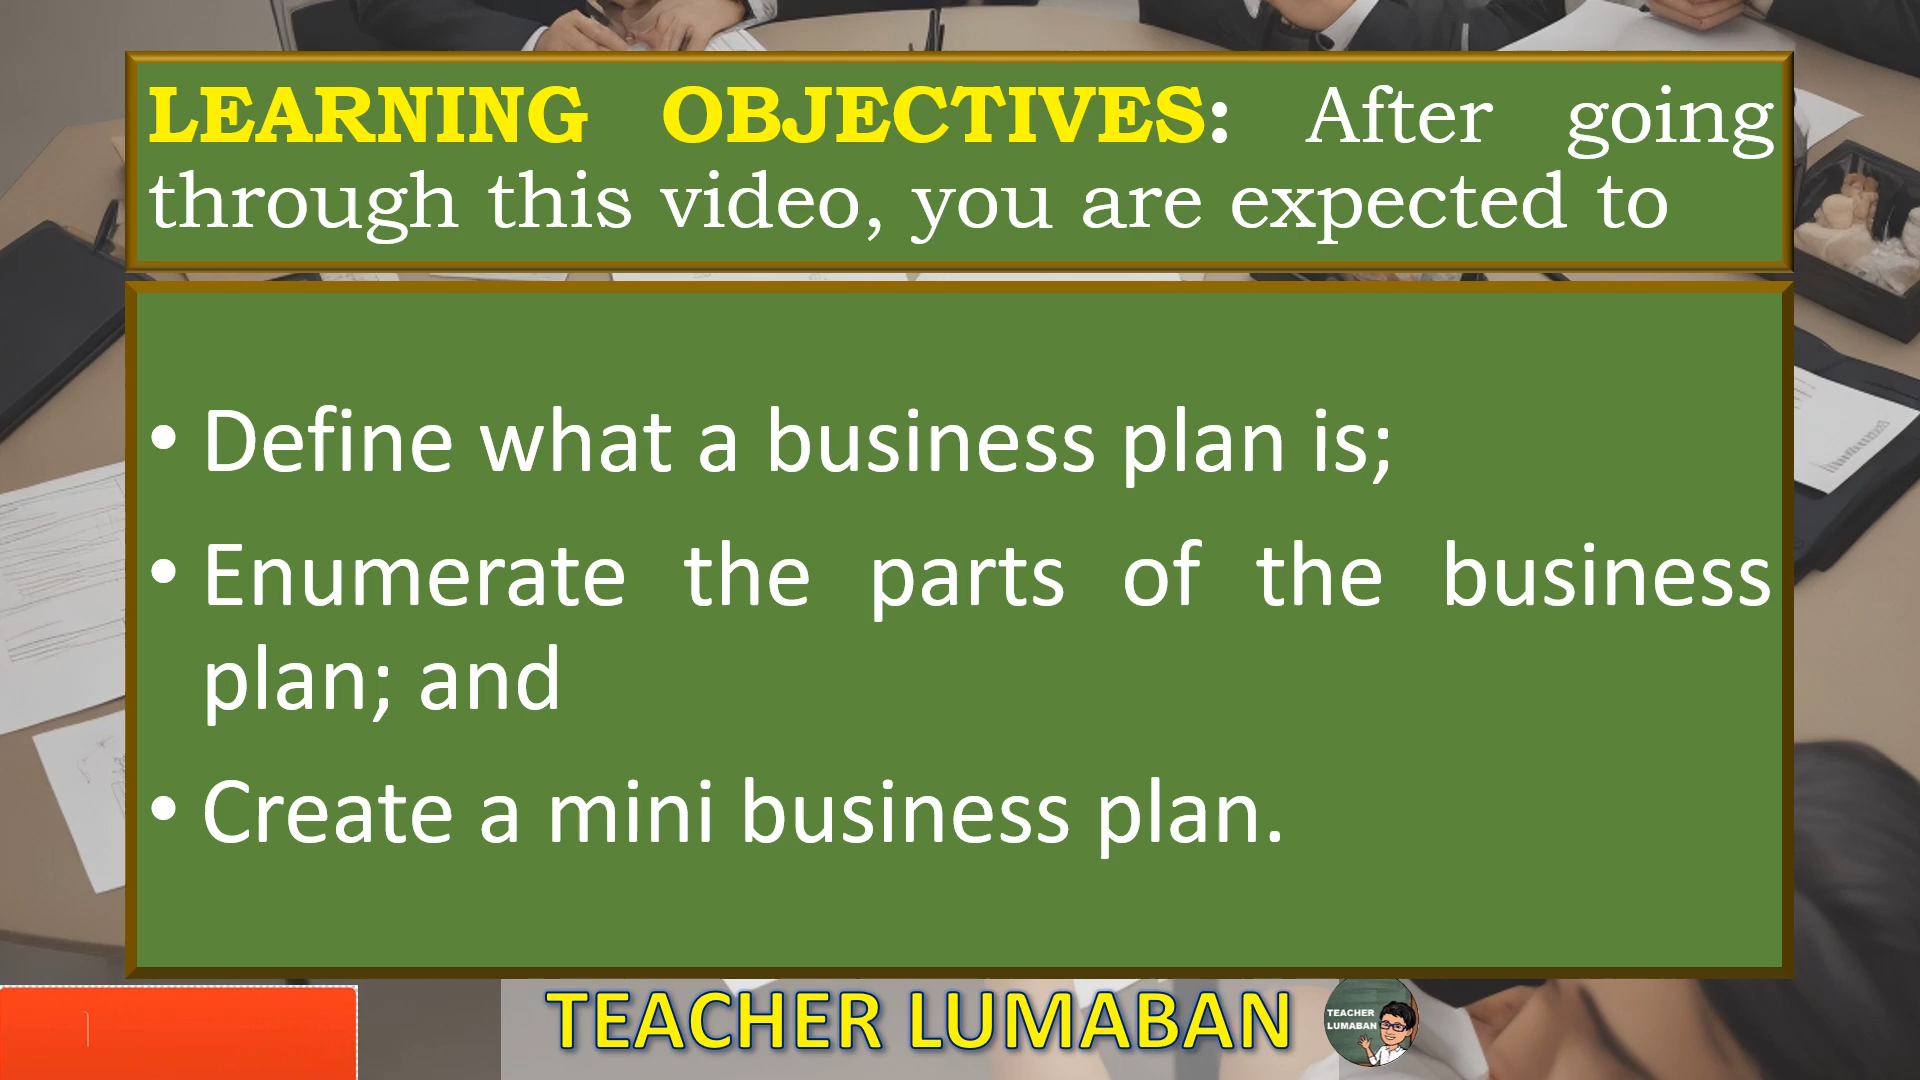 LEARNING OBJECTIVES: After going
through this video, you are expected to
• Define what a business plan is;
• Enumerate the parts of the business
plan; and
• Create a mini business plan.
TEACHER LUMABAN
TEACHER
LUMABAN